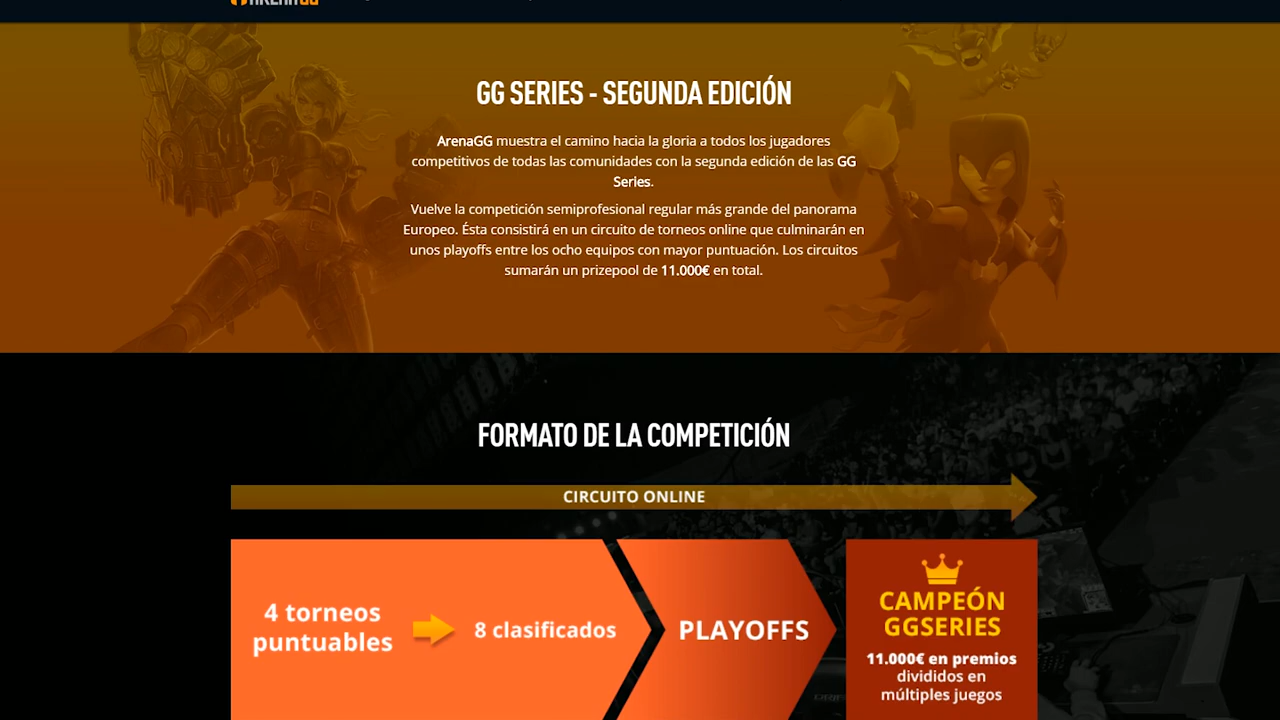 GG SERIES - SEGUNDA EDICIÓN
ArenaGG muestra el camino hacia la gloria a todos los jugadores
competitivos de todas las comunidades con la segunda edición de las GG
Series.
Vuelve la competición semiprofesional regular más grande del panorama
Europeo. Ésta consistirá en un circuito de torneos online que culminarán en
unos playoffs entre los ocho equipos con mayor puntuación. Los circuitos
sumarán un prizepool de 11.000€ en total.
FORMATO DE LA COMPETICIÓN
CIRCUITO ONLINE
4 torneos
puntuables
8 clasificados
PLAYOFFS
CAMPEÓN
GGSERIES
11.000€ en premios
divididos en
múltiples juegos